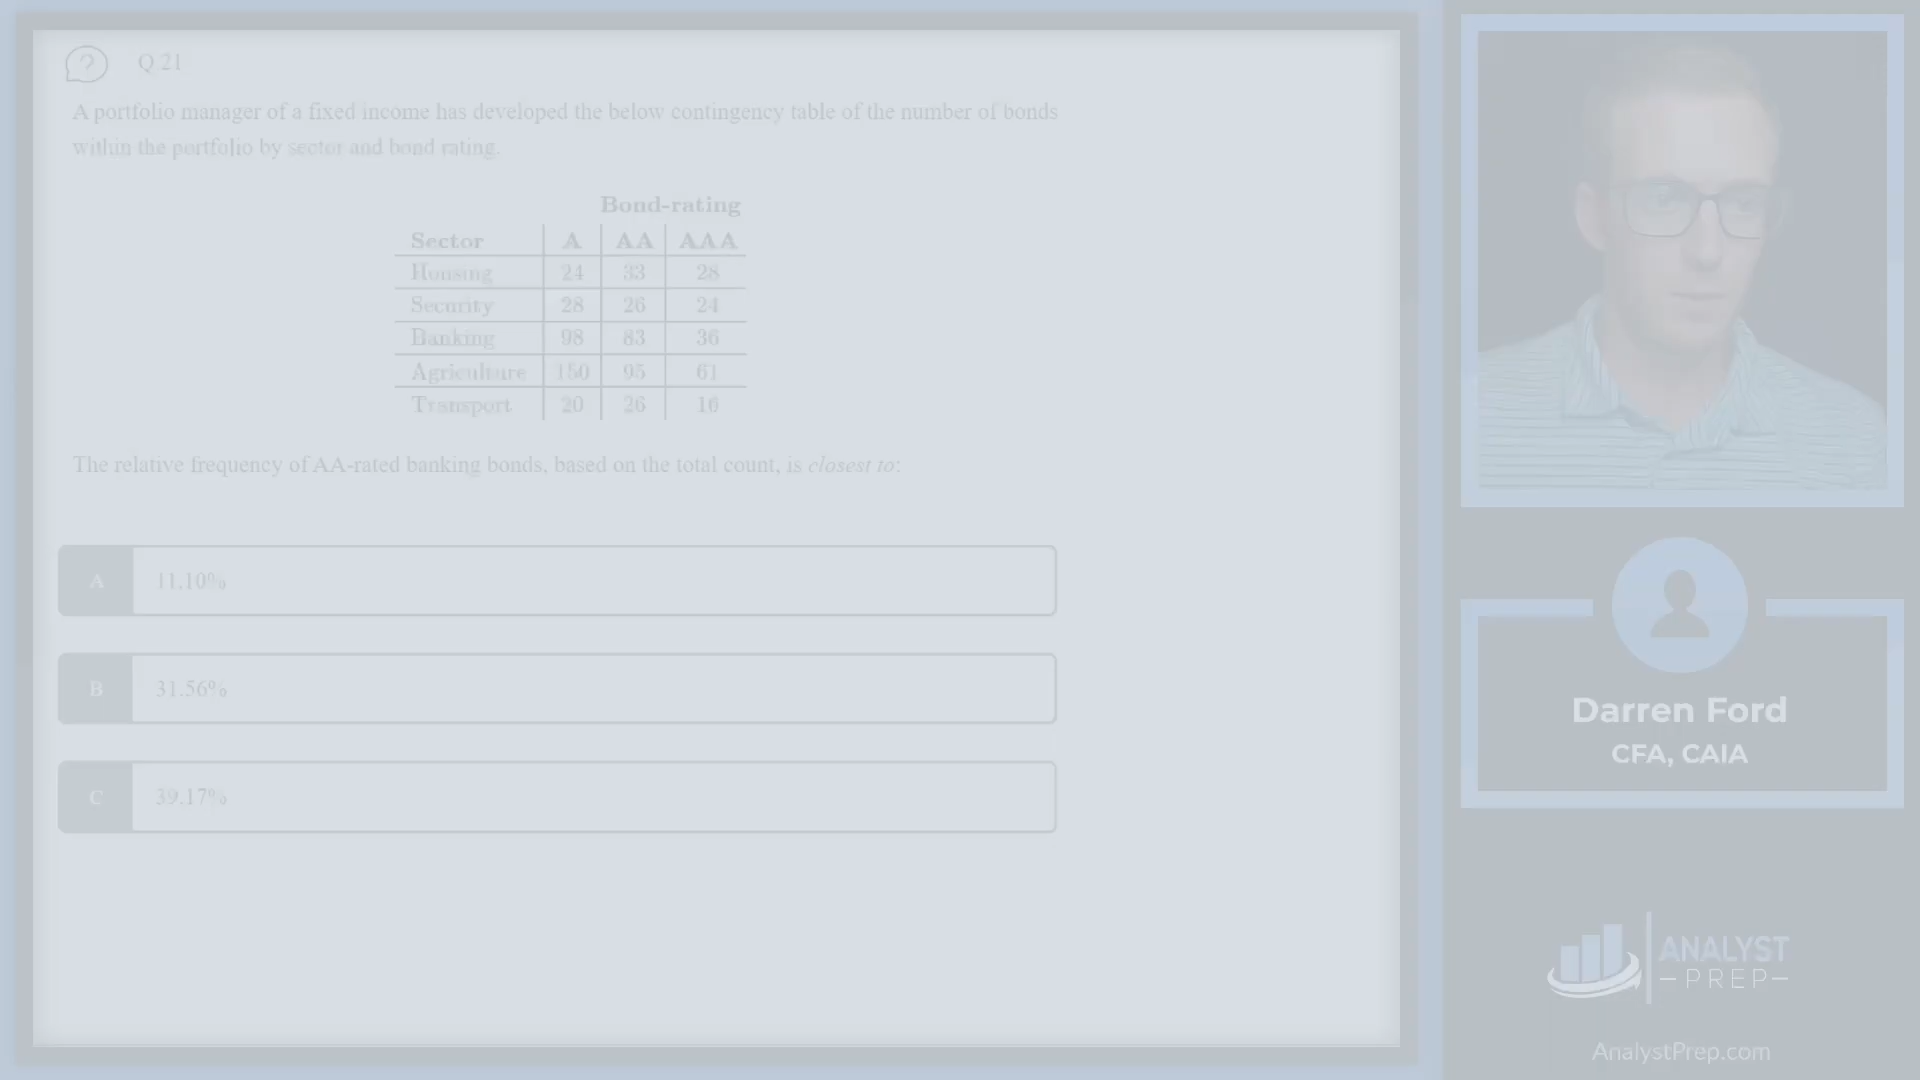 Q.21
A portfolio manager of a fixed income has developed the below contingency table of the number of bonds
within the portfolio by sector and bond rating.
Bond-rating
Sector A AA AAA
Housing 24 33 28
Security 28 26 24
Banking 98 83 36
Agriculture 150 95 61
Transport 20 26
The relative frequency of AA-rated banking bonds, based on the total count, is closest to:
A 11.10%
B 31.56%
C 39.17%
Darren Ford
CFA, CAIA
ANALYST
PREP
AnalystPrep.com